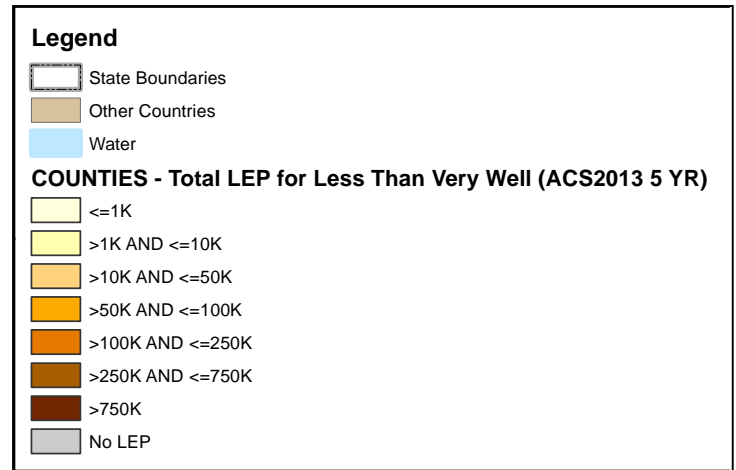 Legend
State Boundaries
Other Countries
Water
COUNTIES - Total LEP for Less Than Very Well (ACS2013 5 YR)
<=1K
>1K AND <=10K
>10K AND <=50K
>50K AND <=100K
>100K AND <=250K
>250K AND <=750K
>750K
No LEP